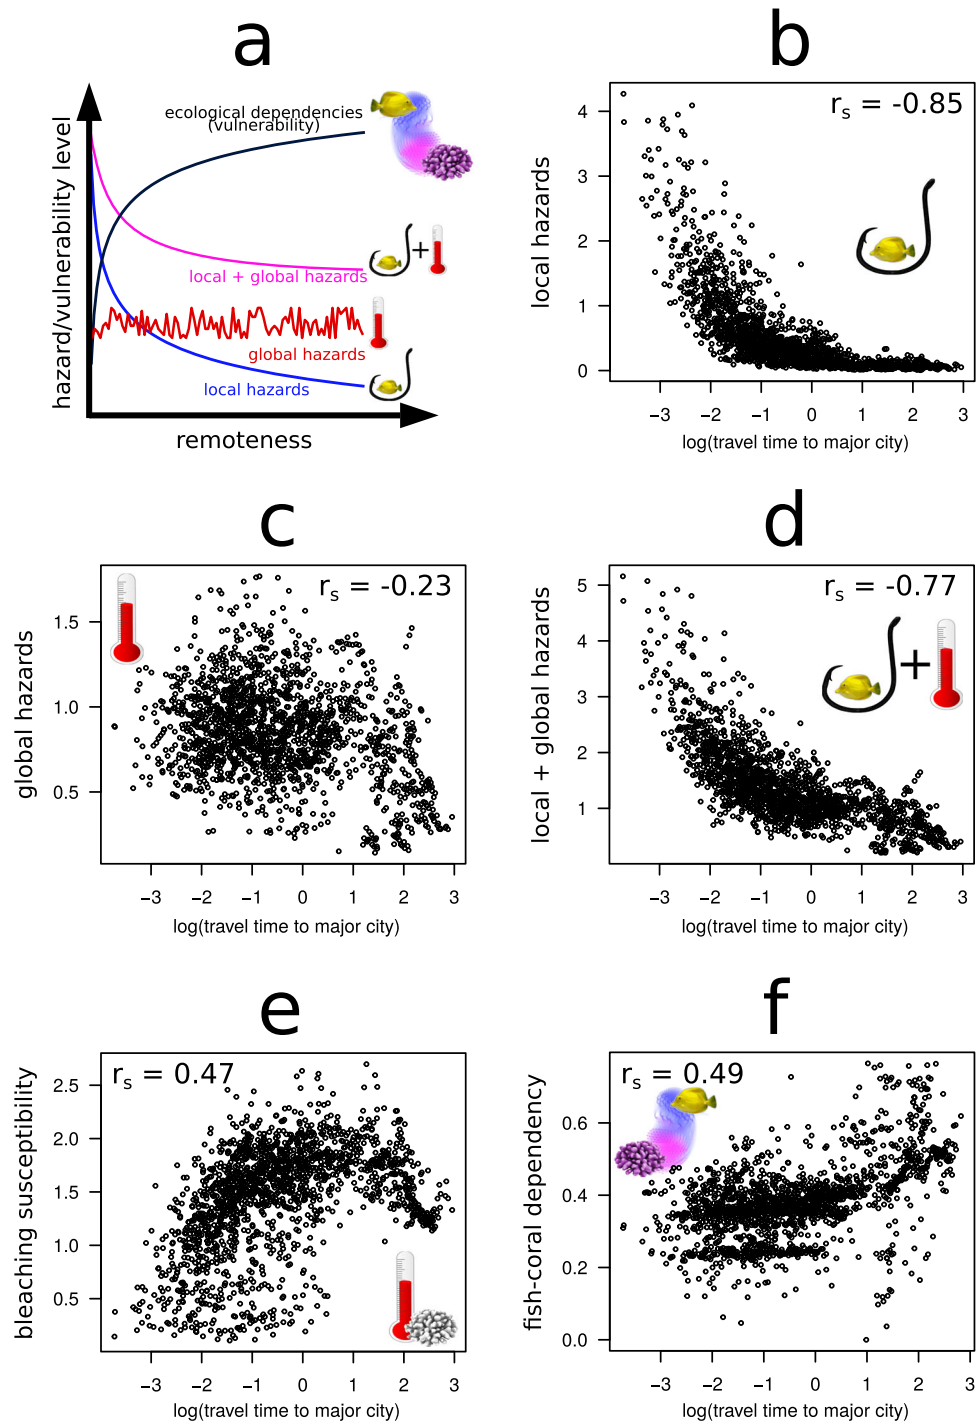 a
hazard/vulnerability level
ecological dependencies
(vulnerability)
+
local + global hazards
global hazards
local hazards
remoteness
b
rs = -0.85
local hazards
4
3
2
1
0
−3 −2 −1 0 1 2 3
log(travel time to major city)
c
rs = -0.23
global hazards
1.5
1.0
0.5
−3 −2 −1 0 1 2 3
log(travel time to major city)
d
rs = -0.77
+
local + global hazards
5
4
3
2
1
−3 −2 −1 0 1 2 3
log(travel time to major city)
e
rs = 0.47
bleaching susceptibility
2.5
2.0
1.5
1.0
0.5
−3 −2 −1 0 1 2 3
log(travel time to major city)
f
rs = 0.49
fish-coral dependency
0.6
0.4
0.2
0.0
−3 −2 −1 0 1 2 3
log(travel time to major city)